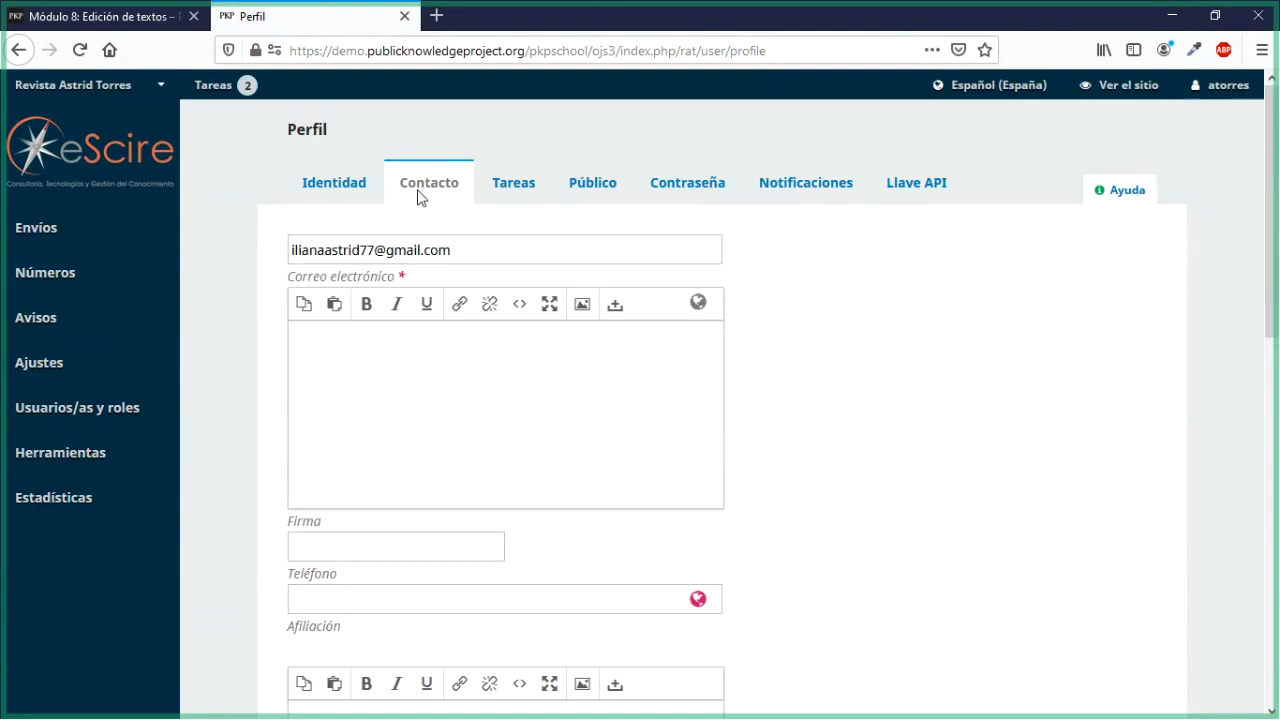 PKP Módulo 8: Edición de textos – P
PKP Perfil
https://demo.publicknowledgeproject.org/pkpschool/ojs3/index.php/rat/user/profile
ABP
Revista Astrid Torres
Tareas 2
Español (España)
Ver el sitio
atorres
eScire
Consultoría, Tecnologías y Gestión del Conocimiento
Envíos
Números
Avisos
Ajustes
Usuarios/as y roles
Herramientas
Estadísticas
Perfil
Identidad
Contacto
Tareas
Público
Contraseña
Notificaciones
Llave API
Ayuda
ilianaastrid77@gmail.com
Correo electrónico *
B I U
Firma
Teléfono
Afiliación
B I U